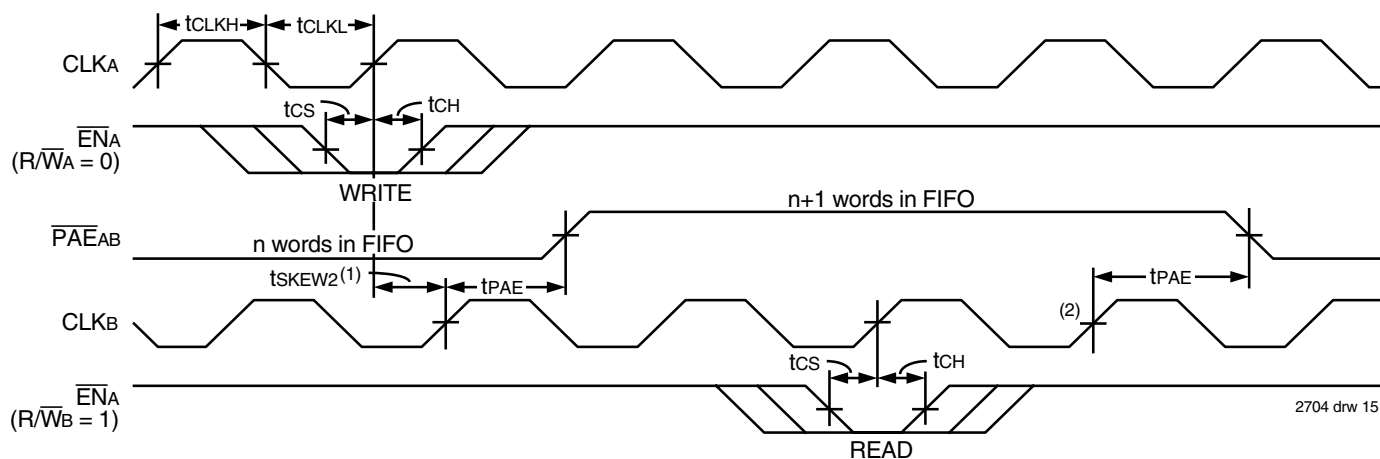 tCLKH tCLKL
CLKA
tCS tCH
ENA
(R/WA = 0)
WRITE
n+1 words in FIFO
PAEAB
n words in FIFO
tSKEW2(1) tPAE tPAE
CLKB (2)
tCS tCH
ENA
(R/WB = 1)
2704 drw 15
READ